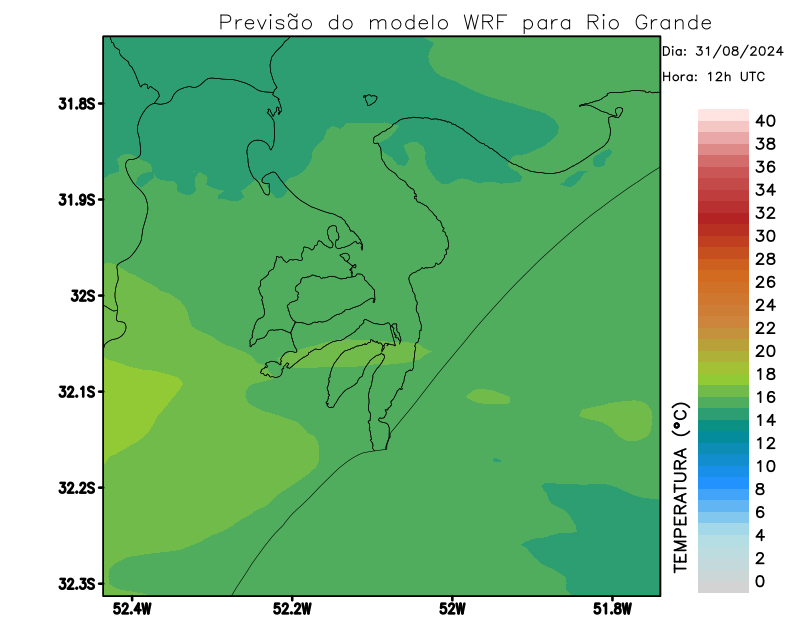 Previsão do modelo WRF para Rio Grande
Dia: 31/08/2024
Hora: 12h UTC
31.8S
31.9S
32S
32.1S
32.2S
32.3S
52.4W
52.2W
52W
51.8W
TEMPERATURA (°C)
40
38
36
34
32
30
28
26
24
22
20
18
16
14
12
10
8
6
4
2
0